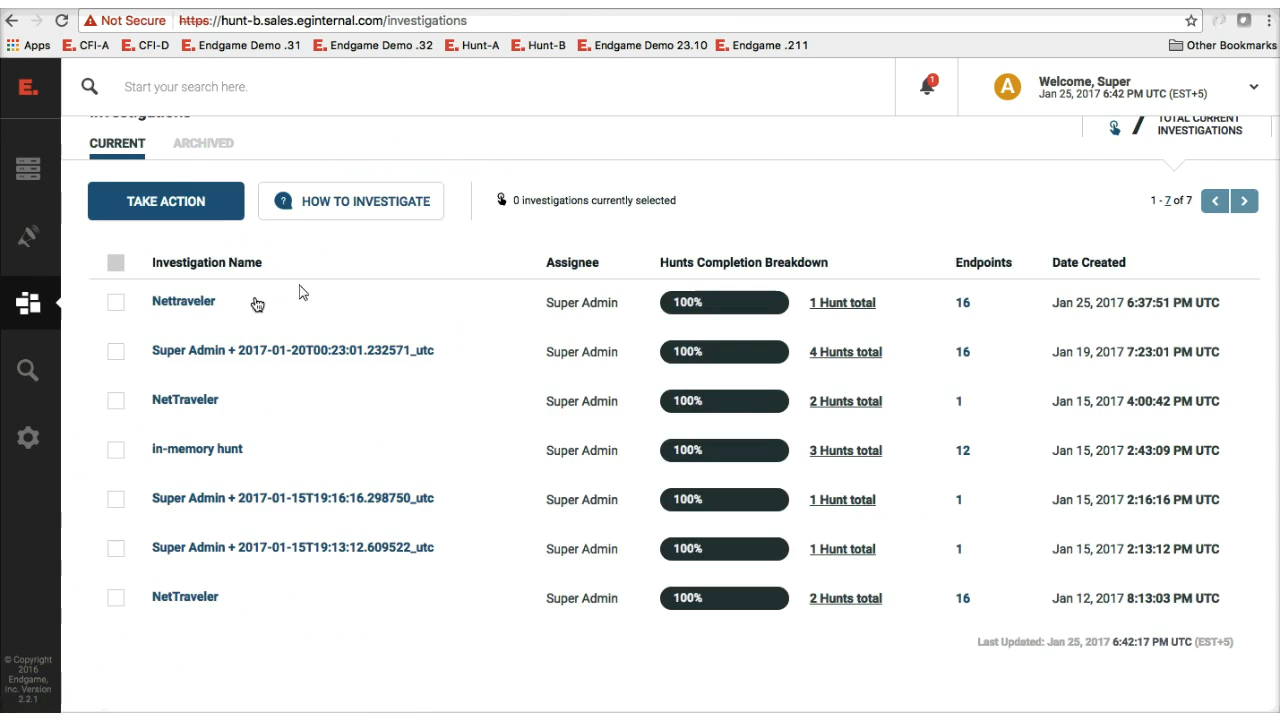 Not Secure https://hunt-b.sales.eginternal.com/investigations
Apps E. CFI-A E. CFI-D E. Endgame Demo .31 E. Endgame Demo .32 E. Hunt-A E. Hunt-B E. Endgame Demo 23.10 E. Endgame .211 Other Bookmarks
E. Start your search here. 1 A Welcome, Super
Jan 25, 2017 6:42 PM UTC (EST+5)
Investigations
7 TOTAL CURRENT
INVESTIGATIONS
CURRENT ARCHIVED
TAKE ACTION ? HOW TO INVESTIGATE 0 investigations currently selected 1 - 7 of 7
Investigation Name Assignee Hunts Completion Breakdown Endpoints Date Created
Nettraveler Super Admin 100% 1 Hunt total 16 Jan 25, 2017 6:37:51 PM UTC
Super Admin + 2017-01-20T00:23:01.232571_utc Super Admin 100% 4 Hunts total 16 Jan 19, 2017 7:23:01 PM UTC
NetTraveler Super Admin 100% 2 Hunts total 1 Jan 15, 2017 4:00:42 PM UTC
in-memory hunt Super Admin 100% 3 Hunts total 12 Jan 15, 2017 2:43:09 PM UTC
Super Admin + 2017-01-15T19:16:16.298750_utc Super Admin 100% 1 Hunt total 1 Jan 15, 2017 2:16:16 PM UTC
Super Admin + 2017-01-15T19:13:12.609522_utc Super Admin 100% 1 Hunt total 1 Jan 15, 2017 2:13:12 PM UTC
NetTraveler Super Admin 100% 2 Hunts total 16 Jan 12, 2017 8:13:03 PM UTC
Last Updated: Jan 25, 2017 6:42:17 PM UTC (EST+5)
© Copyright
2016
Endgame,
Inc. Version
2.2.1